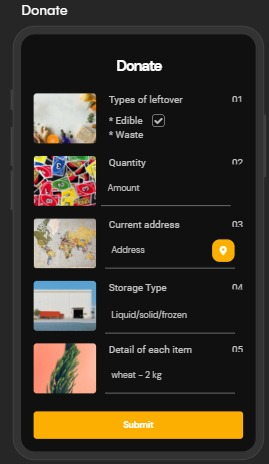 Donate
Donate
Types of leftover 01
* Edible
* Waste
Quantity 02
Amount
Current address 03
Address
Storage Type 04
Liquid/solid/frozen
Detail of each item 05
wheat - 2 kg
Submit